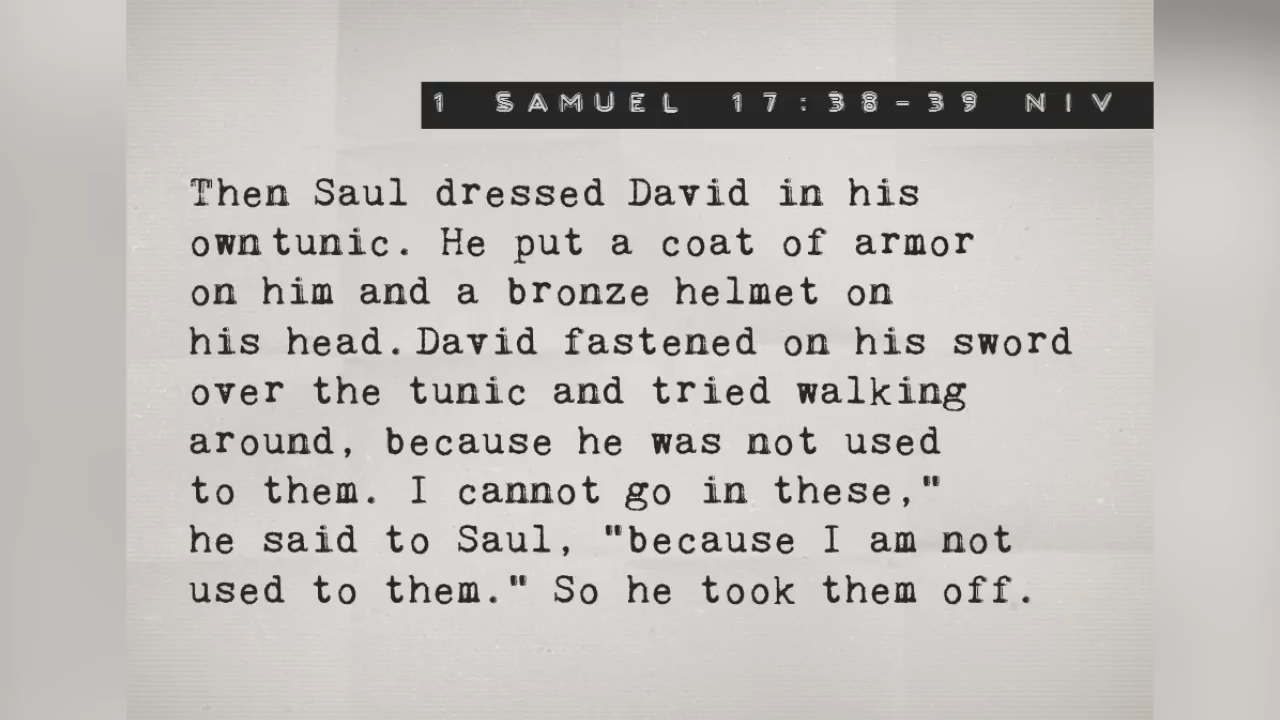 1 SAMUEL 17:38-39 NIV
Then Saul dressed David in his
own tunic. He put a coat of armor
on him and a bronze helmet on
his head. David fastened on his sword
over the tunic and tried walking
around, because he was not used
to them. I cannot go in these,"
he said to Saul, "because I am not
used to them." So he took them off.